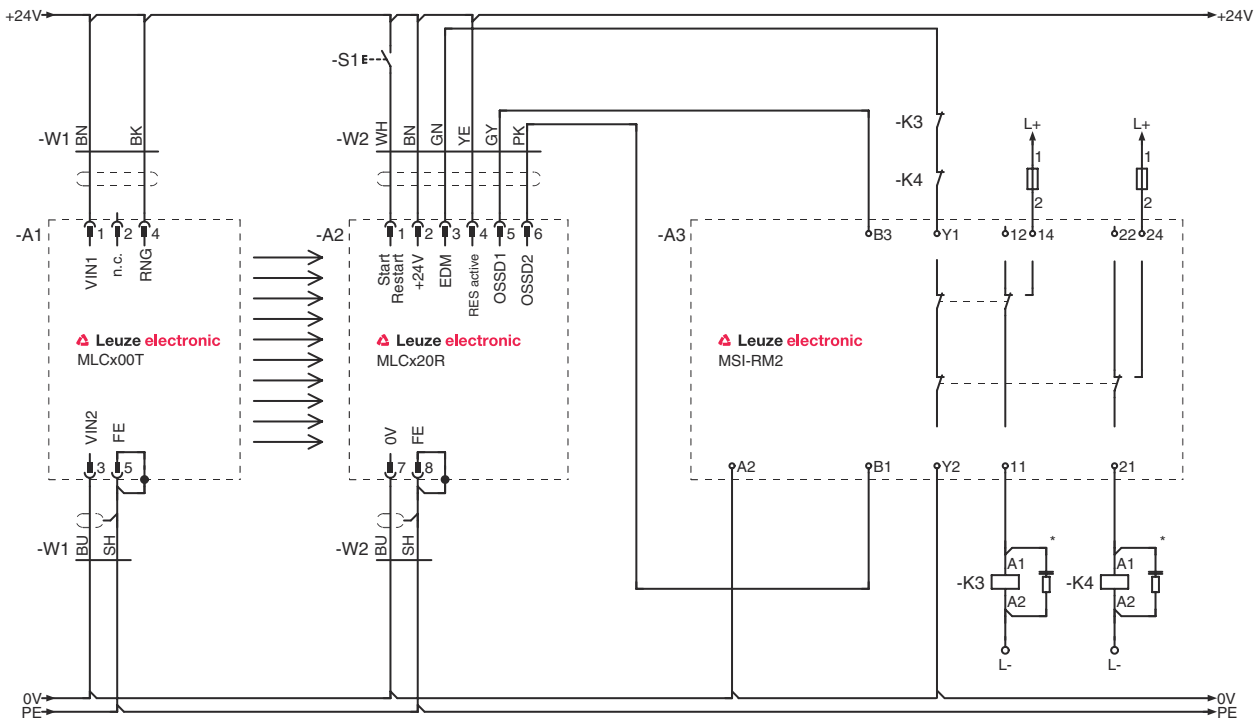 +24V
+24V
-S1
-W1
BN
BK
-W2
WH
BN
GN
YE
GY
PK
-K3
-K4
L+
1
2
L+
1
2
-A1
1
2
4
VIN1
n.c.
RNG
-A2
1
2
3
4
5
6
Start
Restart
+24V
EDM
RES active
OSSD1
OSSD2
-A3
B3
Y1
12
14
22
24
Leuze electronic
MLCx00T
Leuze electronic
MLCx20R
Leuze electronic
MSI-RM2
VIN2
FE
3
5
0V
FE
7
8
A2
B1
Y2
11
21
-W1
BU
SH
-W2
BU
SH
-K3
A1
A2
*
L-
-K4
A1
A2
*
L-
0V
PE
0V
PE